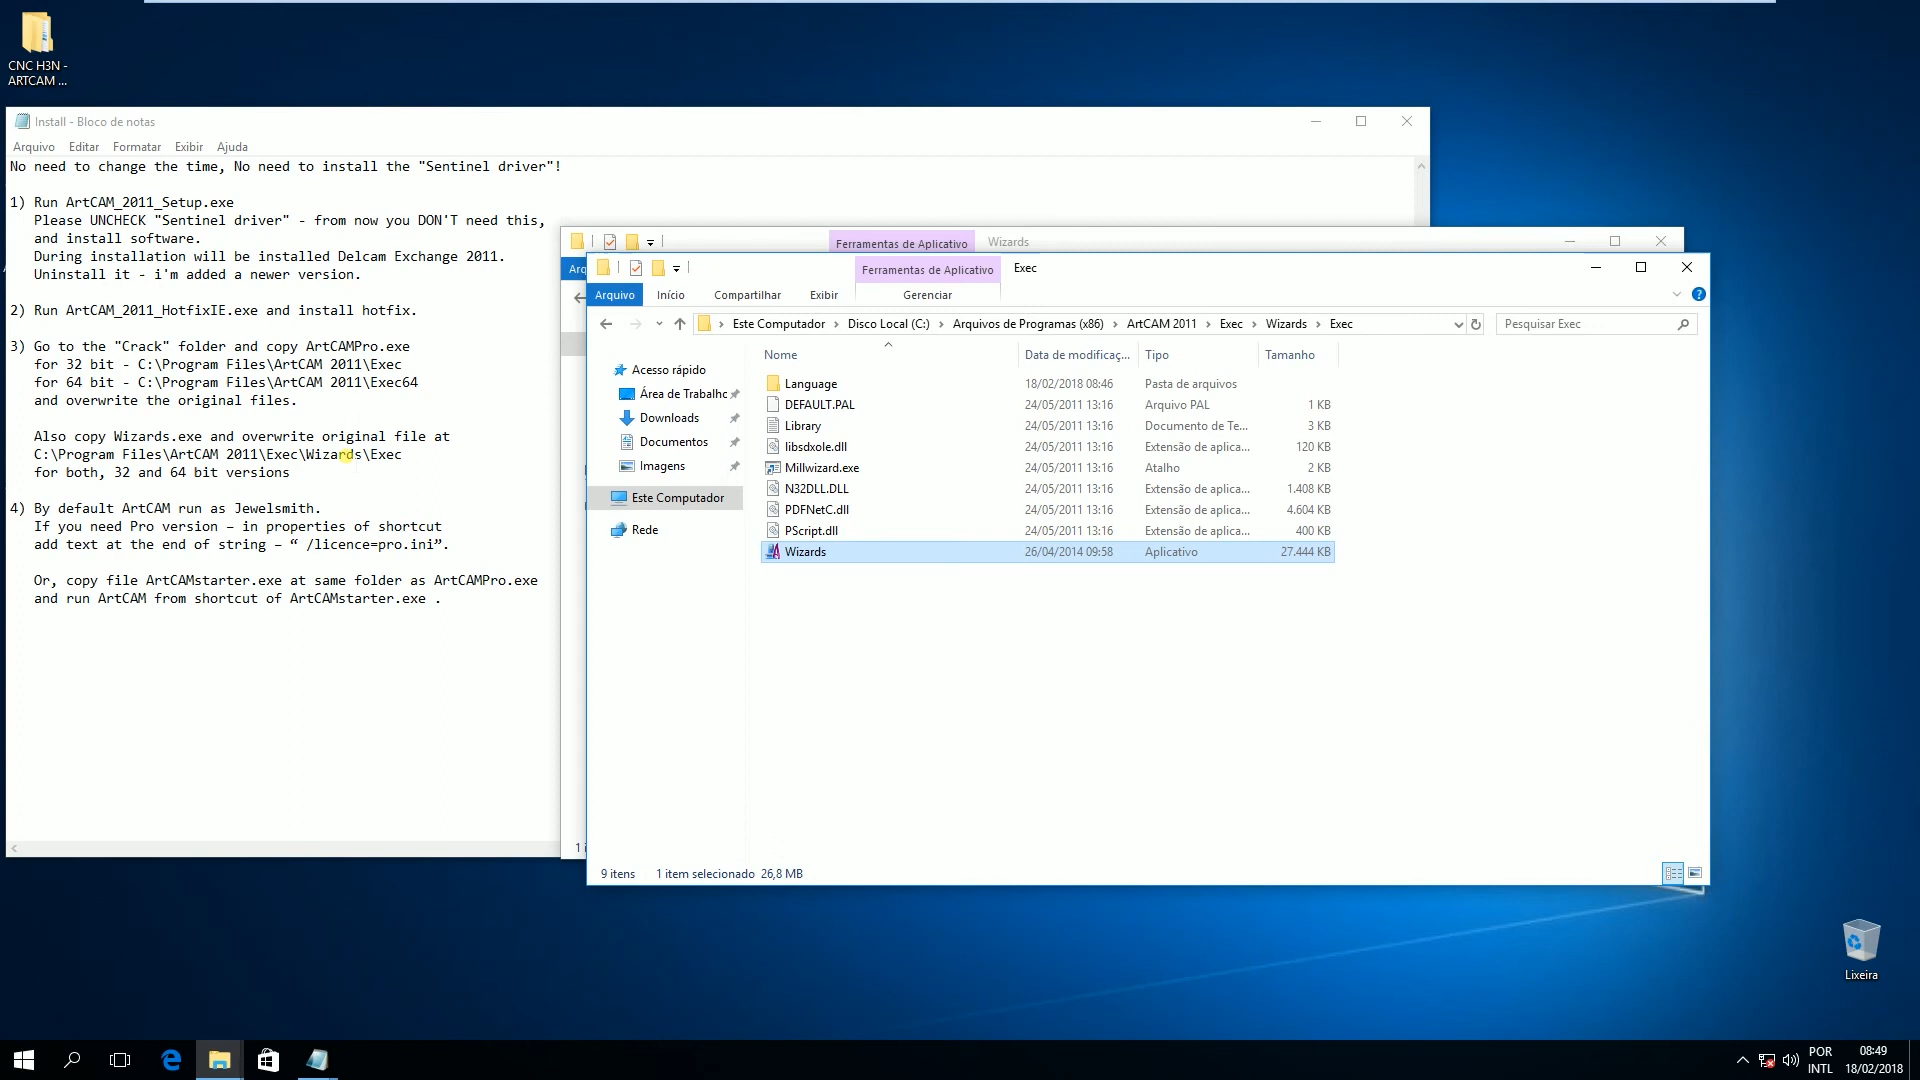 CNC H3N -
ARTCAM ...
Install - Bloco de notas
Arquivo Editar Formatar Exibir Ajuda
No need to change the time, No need to install the "Sentinel driver"!
1) Run ArtCAM_2011_Setup.exe
Please UNCHECK "Sentinel driver" - from now you DON'T need this,
and install software.
During installation will be installed Delcam Exchange 2011.
Uninstall it - i'm added a newer version.
2) Run ArtCAM_2011_HotfixIE.exe and install hotfix.
3) Go to the "Crack" folder and copy ArtCAMPro.exe
for 32 bit - C:\Program Files\ArtCAM 2011\Exec
for 64 bit - C:\Program Files\ArtCAM 2011\Exec64
and overwrite the original files.
Also copy Wizards.exe and overwrite original file at
C:\Program Files\ArtCAM 2011\Exec\Wizards\Exec
for both, 32 and 64 bit versions
4) By default ArtCAM run as Jewelsmith.
If you need Pro version – in properties of shortcut
add text at the end of string – “ /licence=pro.ini”.
Or, copy file ArtCAMstarter.exe at same folder as ArtCAMPro.exe
and run ArtCAM from shortcut of ArtCAMstarter.exe .
Ferramentas de Aplicativo Wizards
Arq
1 i
Ferramentas de Aplicativo Exec
Arquivo Início Compartilhar Exibir Gerenciar
Este Computador Disco Local (C:) Arquivos de Programas (x86) ArtCAM 2011 Exec Wizards Exec
Pesquisar Exec
Acesso rápido
Área de Trabalhc
Downloads
Documentos
Imagens
Este Computador
Rede
Nome Data de modificaç... Tipo Tamanho
Language 18/02/2018 08:46 Pasta de arquivos
DEFAULT.PAL 24/05/2011 13:16 Arquivo PAL 1 KB
Library 24/05/2011 13:16 Documento de Te... 3 KB
libsdxole.dll 24/05/2011 13:16 Extensão de aplica... 120 KB
Millwizard.exe 24/05/2011 13:16 Atalho 2 KB
N32DLL.DLL 24/05/2011 13:16 Extensão de aplica... 1.408 KB
PDFNetC.dll 24/05/2011 13:16 Extensão de aplica... 4.604 KB
PScript.dll 24/05/2011 13:16 Extensão de aplica... 400 KB
Wizards 26/04/2014 09:58 Aplicativo 27.444 KB
9 itens 1 item selecionado 26,8 MB
Lixeira
POR
INTL
08:49
18/02/2018